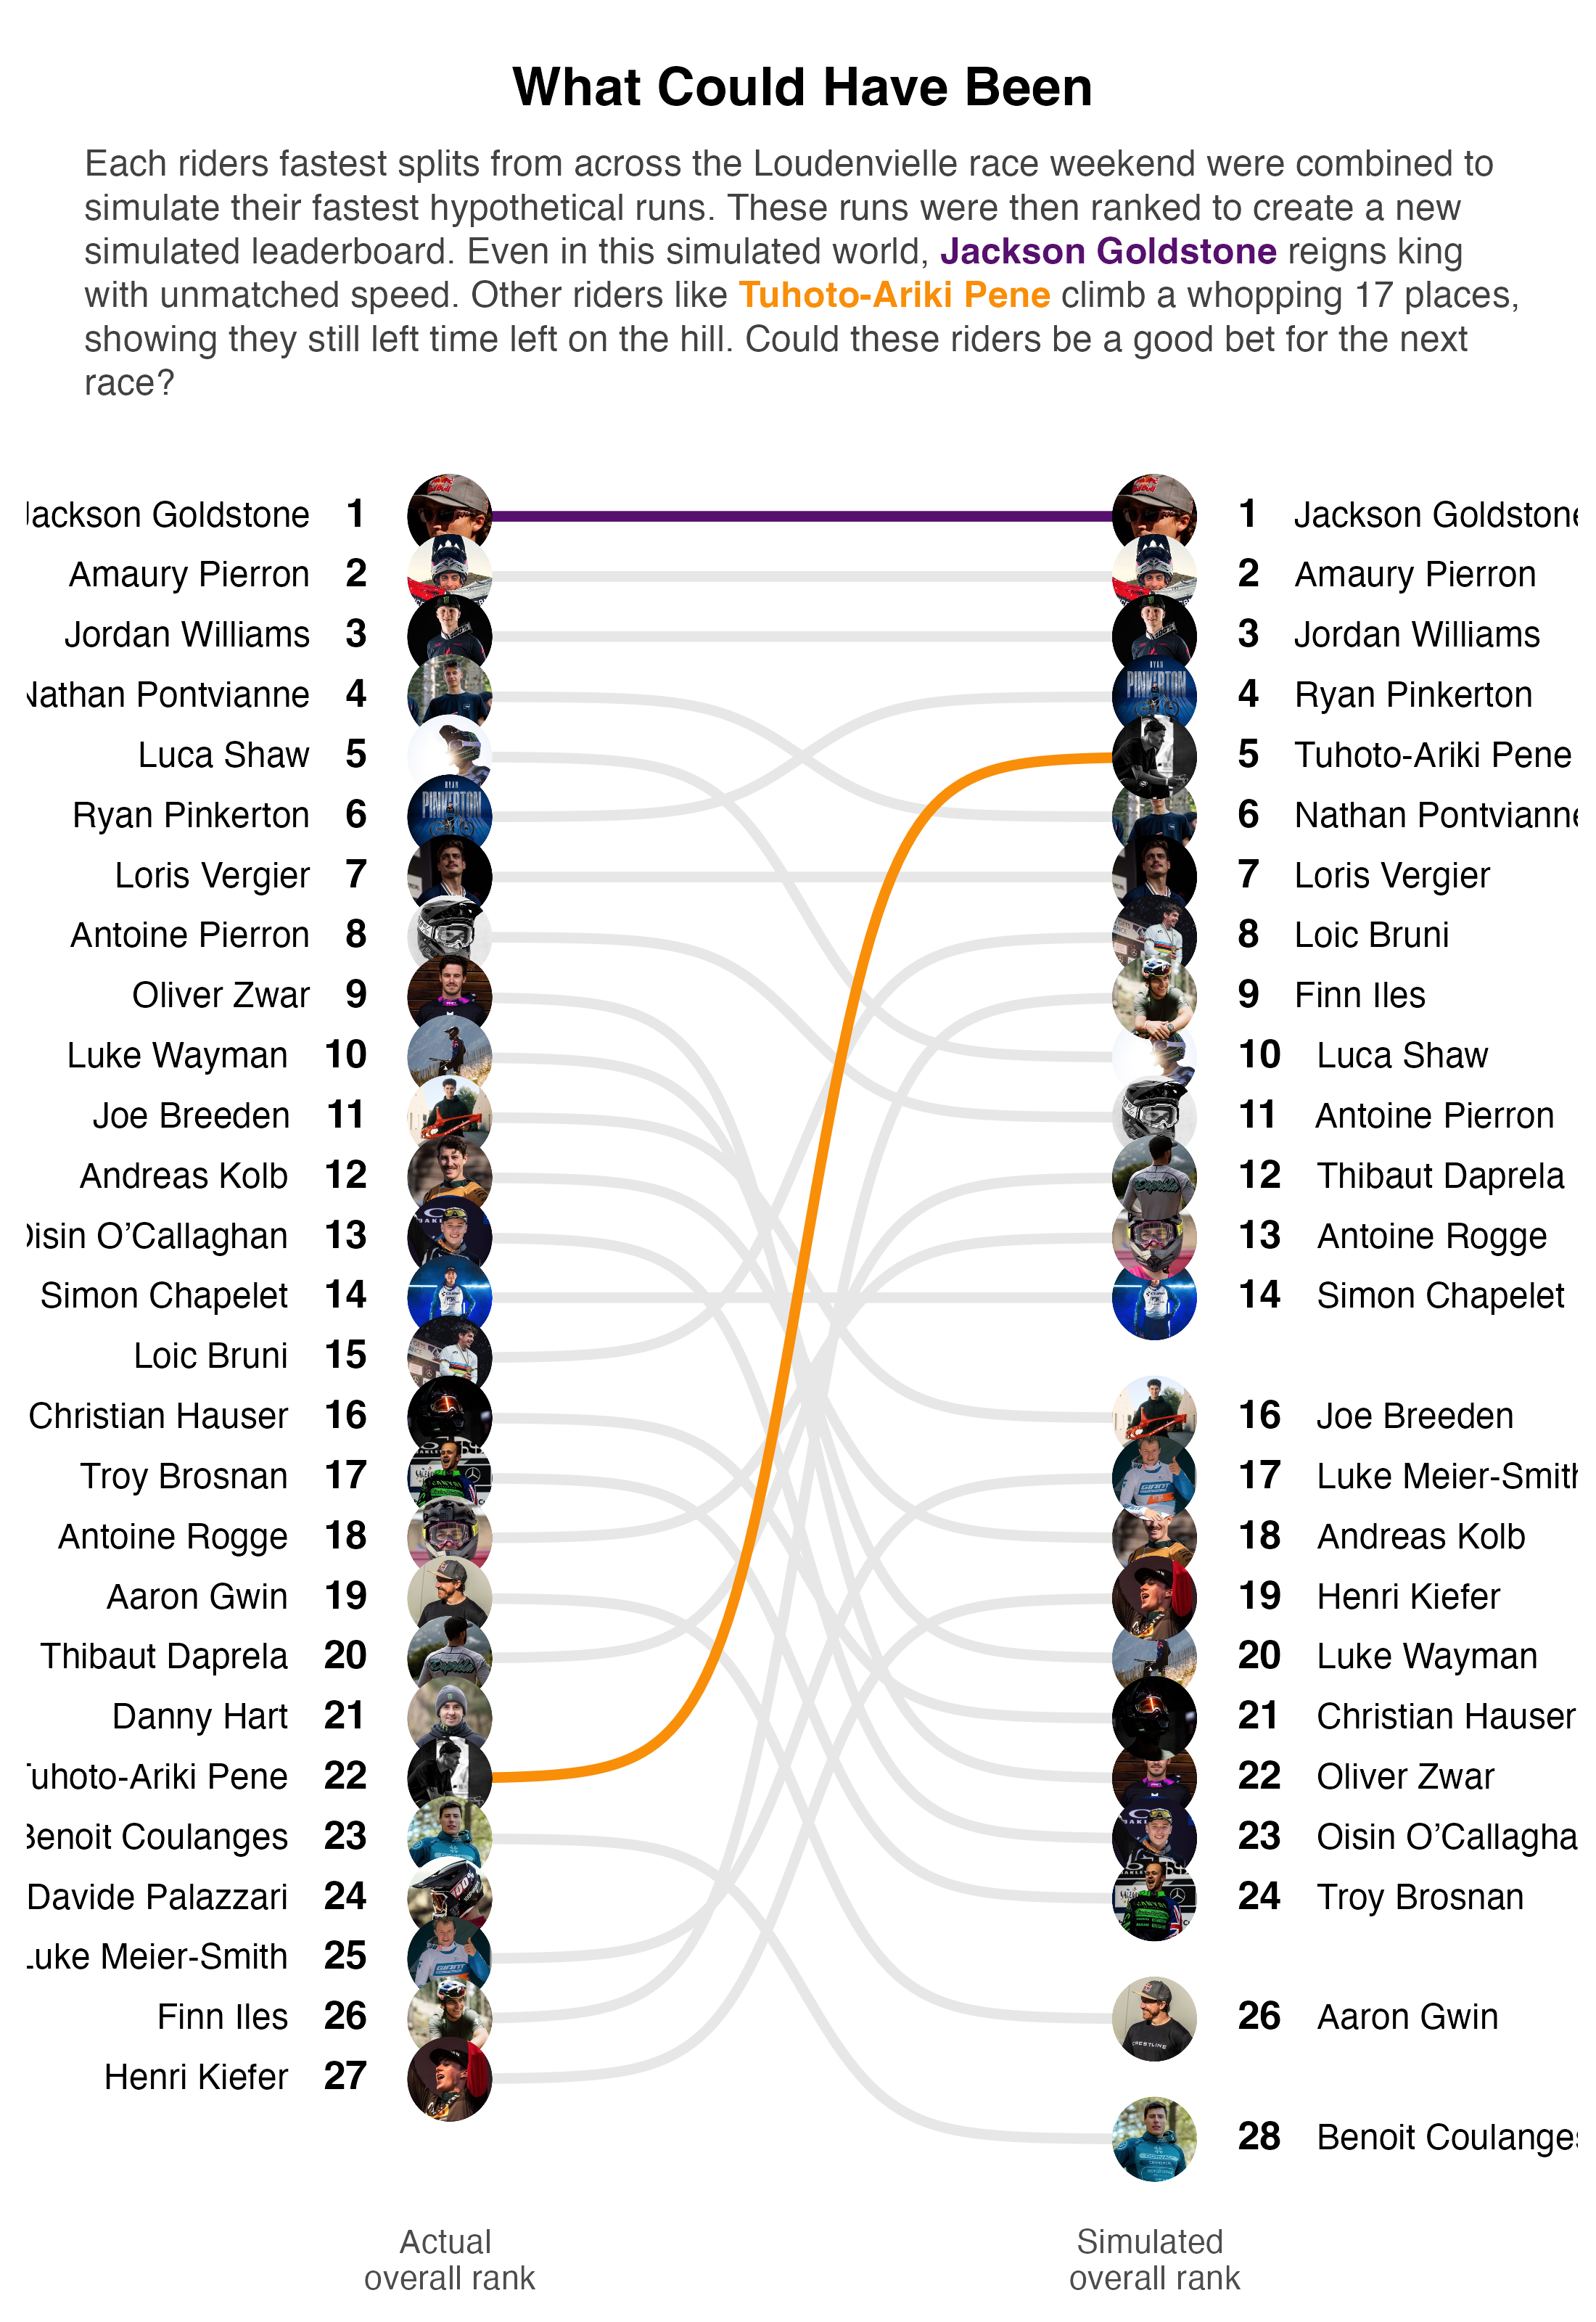 What Could Have Been
Each riders fastest splits from across the Loudenvielle race weekend were combined to
simulate their fastest hypothetical runs. These runs were then ranked to create a new
simulated leaderboard. Even in this simulated world, Jackson Goldstone reigns king
with unmatched speed. Other riders like Tuhoto-Ariki Pene climb a whopping 17 places,
showing they still left time left on the hill. Could these riders be a good bet for the next
race?
Jackson Goldstone 1 1 Jackson Goldstone
Amaury Pierron 2 2 Amaury Pierron
Jordan Williams 3 3 Jordan Williams
Nathan Pontvianne 4 4 Ryan Pinkerton
Luca Shaw 5 5 Tuhoto-Ariki Pene
Ryan Pinkerton 6 6 Nathan Pontvianne
Loris Vergier 7 7 Loris Vergier
Antoine Pierron 8 8 Loic Bruni
Oliver Zwar 9 9 Finn Iles
Luke Wayman 10 10 Luca Shaw
Joe Breeden 11 11 Antoine Pierron
Andreas Kolb 12 12 Thibaut Daprela
Oisin O’Callaghan 13 13 Antoine Rogge
Simon Chapelet 14 14 Simon Chapelet
Loic Bruni 15
Christian Hauser 16 16 Joe Breeden
Troy Brosnan 17 17 Luke Meier-Smith
Antoine Rogge 18 18 Andreas Kolb
Aaron Gwin 19 19 Henri Kiefer
Thibaut Daprela 20 20 Luke Wayman
Danny Hart 21 21 Christian Hauser
Tuhoto-Ariki Pene 22 22 Oliver Zwar
Benoit Coulanges 23 23 Oisin O’Callagha
Davide Palazzari 24 24 Troy Brosnan
Luke Meier-Smith 25
Finn Iles 26 26 Aaron Gwin
Henri Kiefer 27
28 Benoit Coulanges
Actual
overall rank
Simulated
overall rank